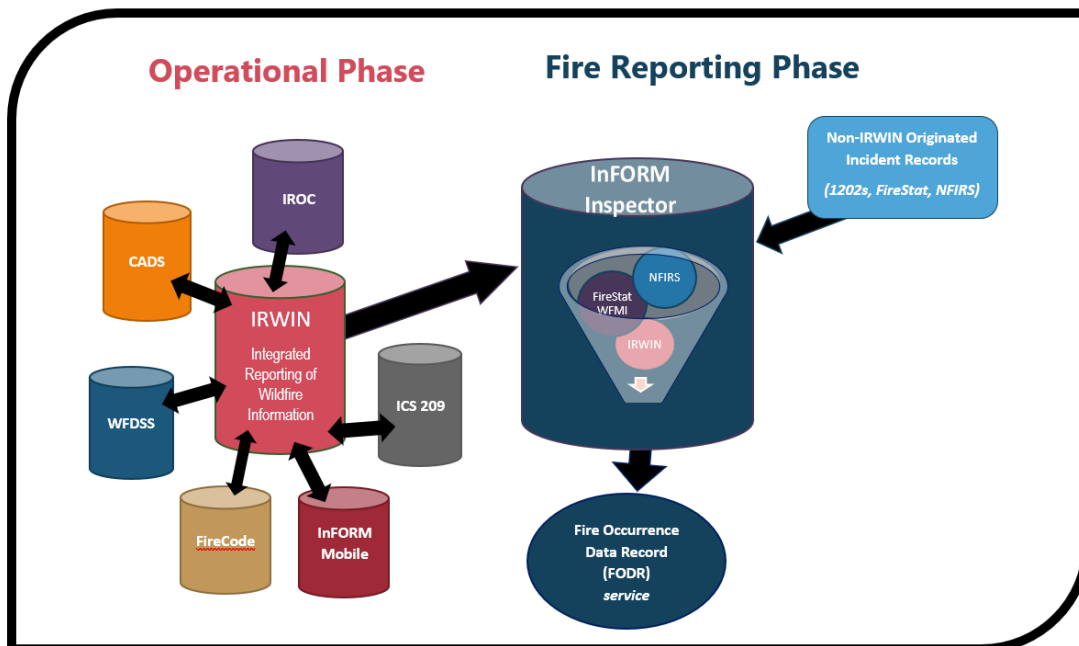 Operational Phase
Fire Reporting Phase
IROC
CADS
IRWIN
Integrated
Reporting of
Wildfire
Information
WFDSS
ICS 209
FireCode
InFORM
Mobile
Non-IRWIN Originated
Incident Records
(1202s, FireStat, NFIRS)
InFORM
Inspector
NFIRS
FireStat
WFMI
IRWIN
Fire Occurrence
Data Record
(FODR)
service